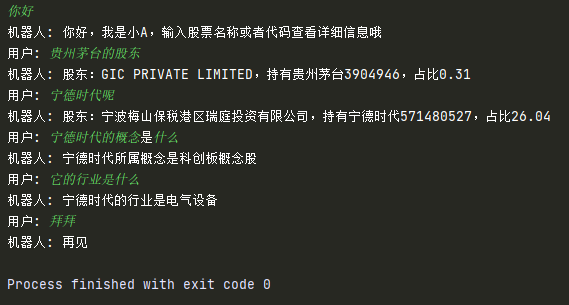 你好
机器人: 你好，我是小A，输入股票名称或者代码查看详细信息哦
用户: 贵州茅台的股东
机器人: 股东：GIC PRIVATE LIMITED，持有贵州茅台3904946，占比0.31
用户: 宁德时代呢
机器人: 股东：宁波梅山保税港区瑞庭投资有限公司，持有宁德时代571480527，占比26.04
用户: 宁德时代的概念是什么
机器人: 宁德时代所属概念是科创板概念股
用户: 它的行业是什么
机器人: 宁德时代的行业是电气设备
用户: 拜拜
机器人: 再见
Process finished with exit code 0